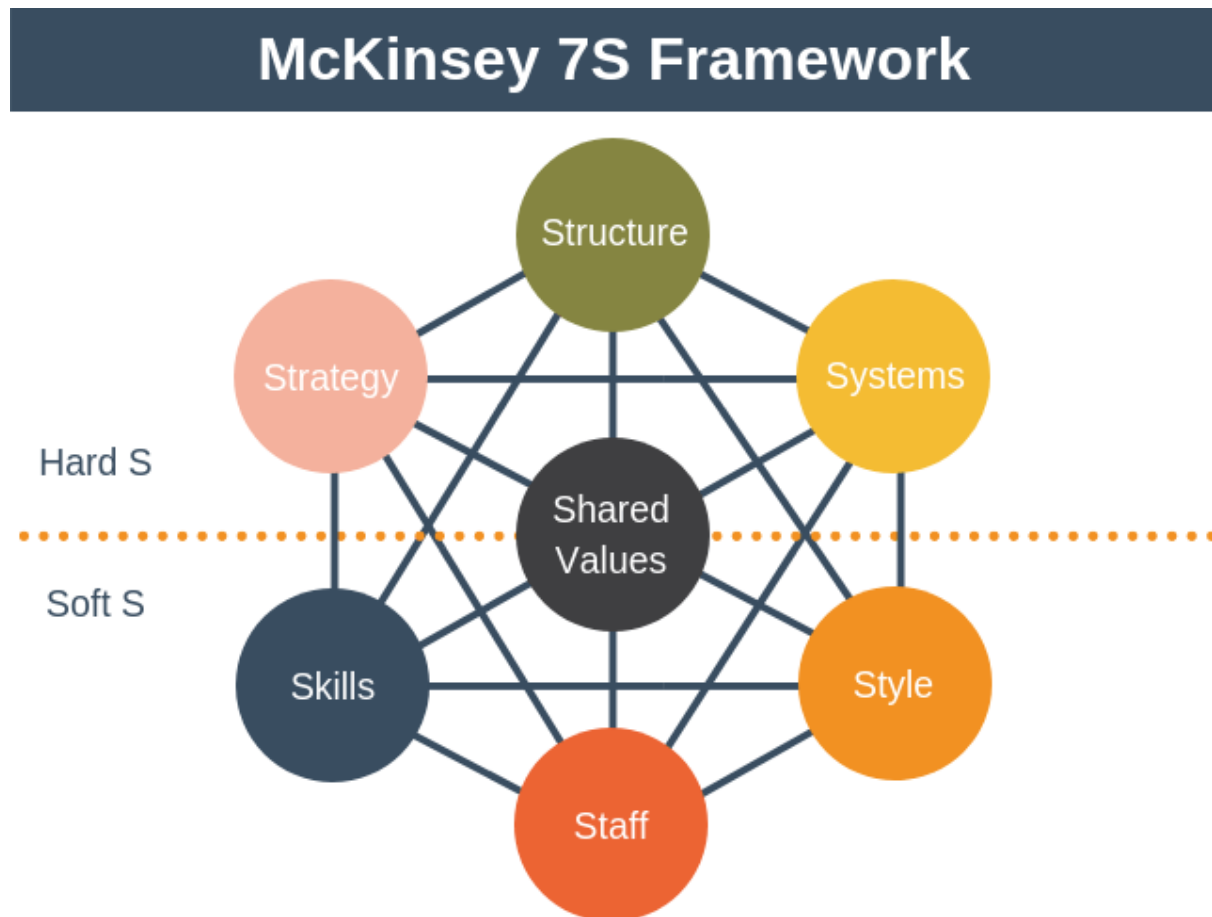 McKinsey 7S Framework
Structure
Strategy
Systems
Hard S
Shared
Values
Soft S
Skills
Style
Staff